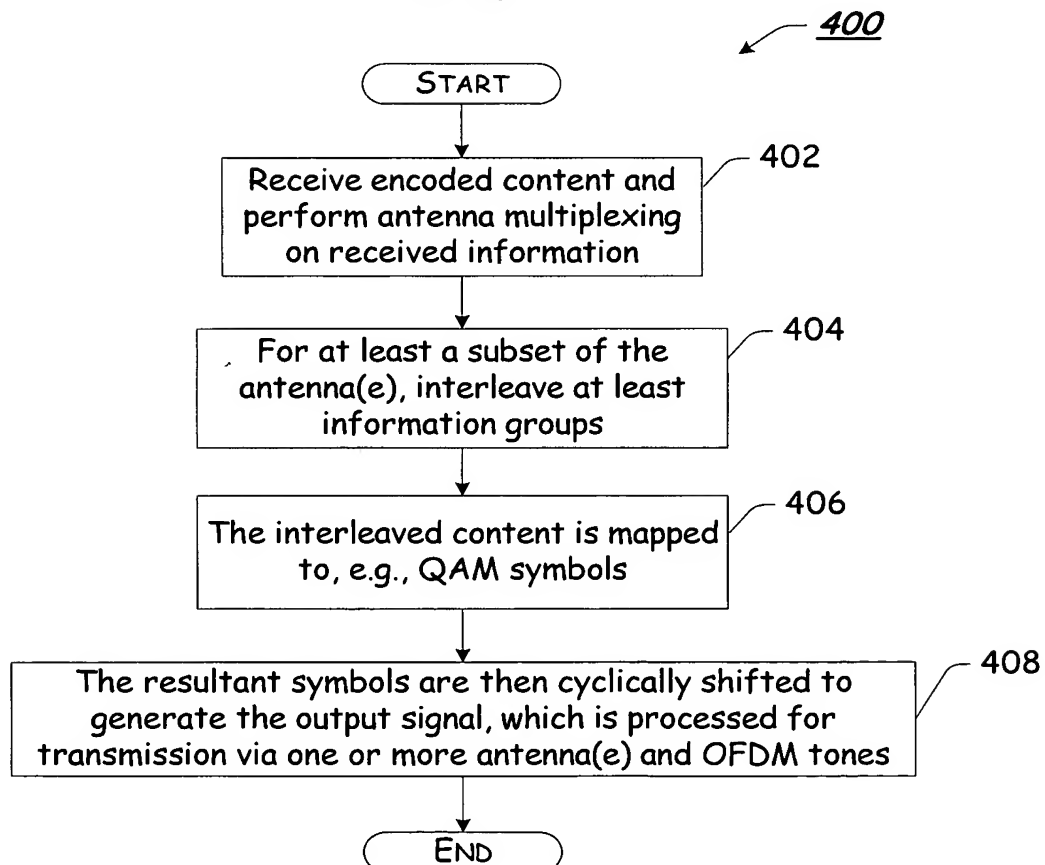 400
START
402
Receive encoded content and
perform antenna multiplexing
on received information
404
For at least a subset of the
antenna(e), interleave at least
information groups
406
The interleaved content is mapped
to, e.g., QAM symbols
408
The resultant symbols are then cyclically shifted to
generate the output signal, which is processed for
transmission via one or more antenna(e) and OFDM tones
END